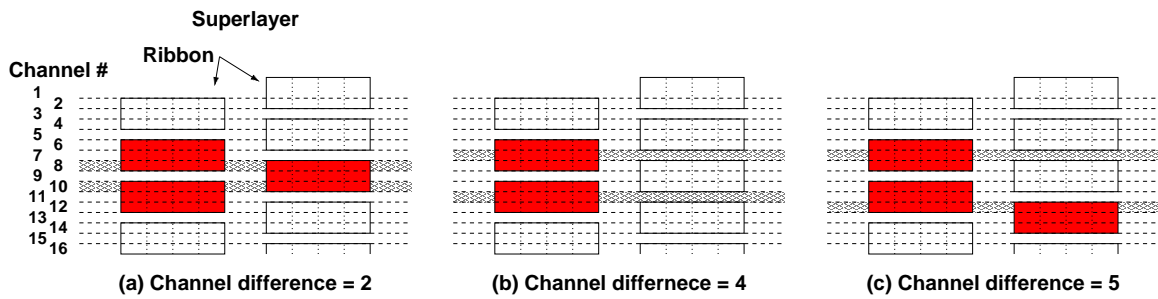 Superlayer
Ribbon
Channel #
1
2
3
4
5
6
7
8
9
10
11
12
13
14
15
16
(a) Channel difference = 2
(b) Channel differnece = 4
(c) Channel difference = 5